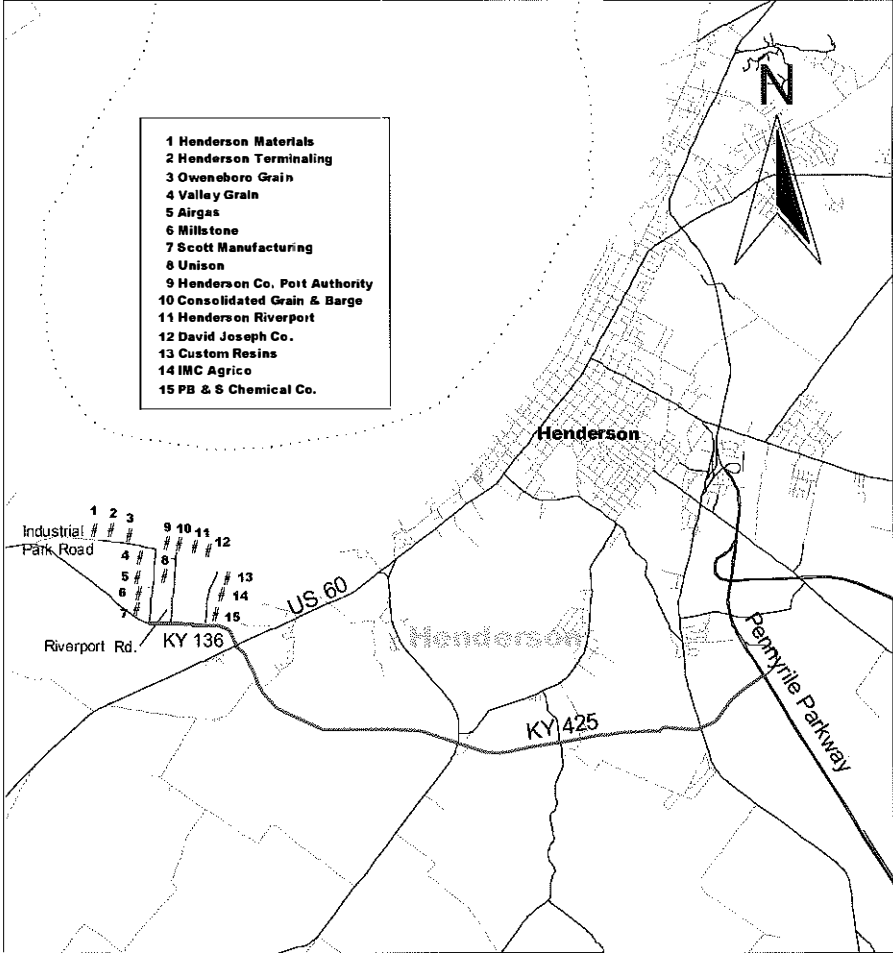 N
1 Henderson Materials
2 Henderson Terminaling
3 Oweneboro Grain
4 Valley Grain
5 Airgas
6 Millstone
7 Scott Manufacturing
8 Unison
9 Henderson Co. Port Authority
10 Consolidated Grain & Barge
11 Henderson Riverport
12 David Joseph Co.
13 Custom Resins
14 IMC Agrico
15 PB & S Chemical Co.
Henderson
1 2 3
9 10 11 12
Industrial
Park Road
4
8
5
13
6
14
7
15
Riverport Rd.
KY 136
US 60
Henderson
KY 425
Pennyrile Parkway